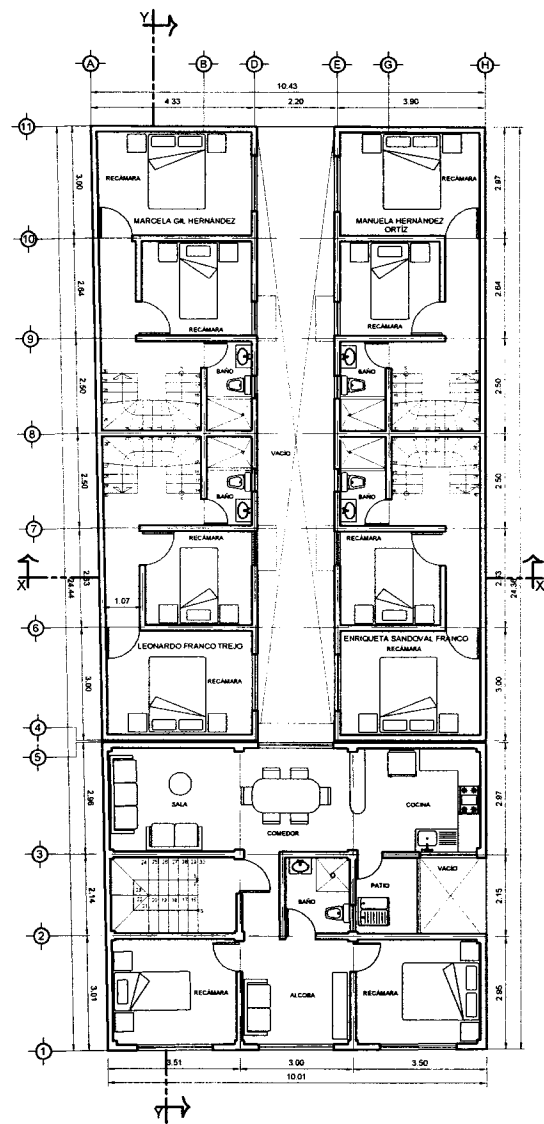 Y
A
B
D
E
G
H
10.43
4.33
2.20
3.90
11
RECÁMARA
RECÁMARA
3.00
2.97
MARCELA GIL HERNÁNDEZ
MANUELA HERNÁNDEZ
ORTÍZ
10
2.64
2.64
RECÁMARA
RECÁMARA
9
BAÑO
BAÑO
2.50
2.50
8
VACÍO
2.50
2.50
BAÑO
BAÑO
7
RECÁMARA
RECÁMARA
X
X
24.44
24.36
1.07
6
LEONARDO FRANCO TREJO
ENRIQUETA SANDOVAL FRANCO
RECÁMARA
RECÁMARA
3.00
3.00
4
5
2.96
2.97
SALA
COCINA
COMEDOR
3
VACÍO
2.14
2.15
BAÑO
PATIO
2
3.01
2.95
RECÁMARA
ALCOBA
RECÁMARA
1
3.51
3.00
3.50
10.01
Y